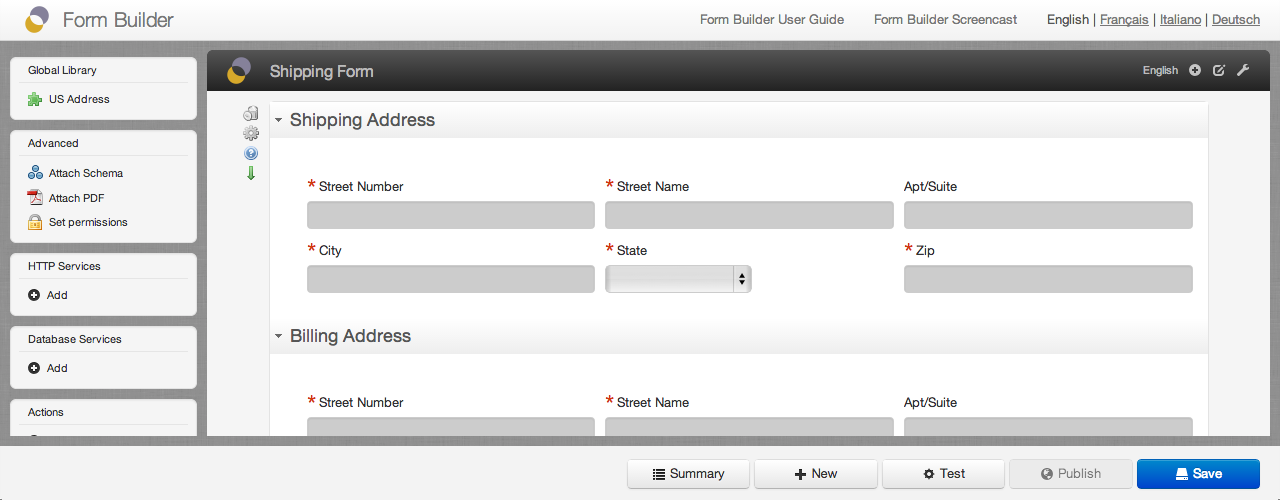 Form Builder
Form Builder User Guide Form Builder Screencast English | Français | Italiano | Deutsch
Global Library
US Address
Advanced
Attach Schema
Attach PDF
Set permissions
HTTP Services
Add
Database Services
Add
Actions
Shipping Form
English
Shipping Address
* Street Number * Street Name Apt/Suite
* City * State * Zip
Billing Address
* Street Number * Street Name Apt/Suite
Summary New Test Publish Save